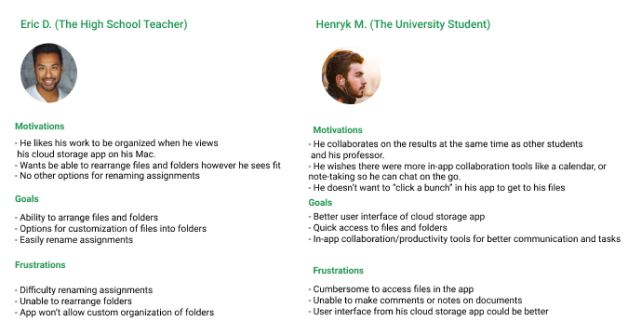 Eric D. (The High School Teacher)
Motivations
- He likes his work to be organized when he views
his cloud storage app on his Mac.
- Wants be able to rearrange files and folders however he sees fit
- No other options for renaming assignments
Goals
- Ability to arrange files and folders
- Options for customization of files into folders
- Easily rename assignments
Frustrations
- Difficulty renaming assignments
- Unable to rearrange folders
- App won't allow custom organization of folders
Henryk M. (The University Student)
Motivations
- He collaborates on the results at the same time as other students
and his professor.
- He wishes there were more in-app collaboration tools like a calendar, or
note-taking so he can chat on the go.
- He doesn't want to "click a bunch" in his app to get to his files
Goals
- Better user interface of cloud storage app
- Quick access to files and folders
- In-app collaboration/productivity tools for better communication and tasks
Frustrations
- Cumbersome to access files in the app
- Unable to make comments or notes on documents
- User interface from his cloud storage app could be better